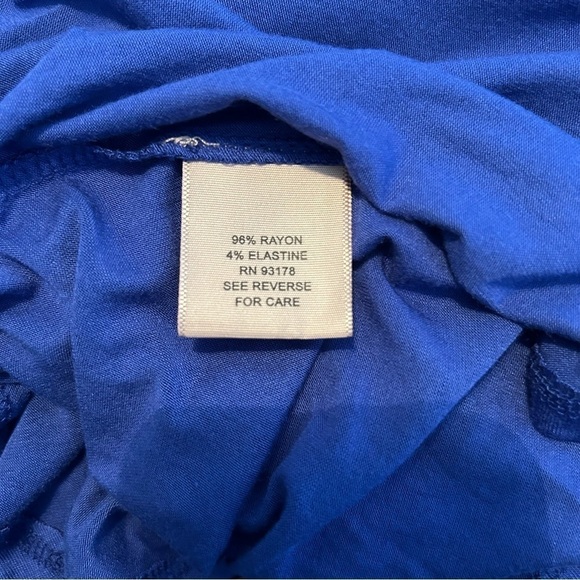 96% RAYON
4% ELASTINE
RN 93178
SEE REVERSE
FOR CARE